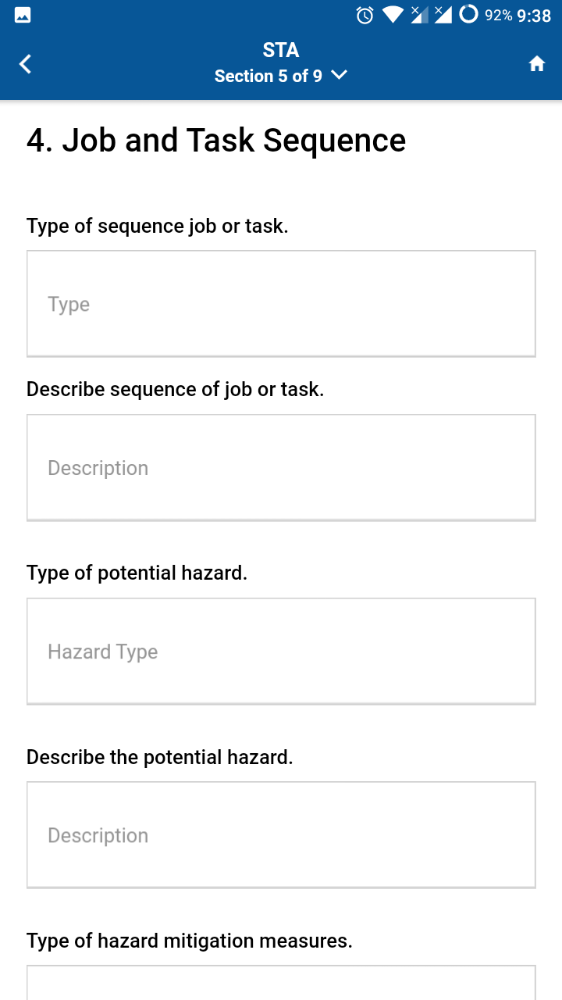 92% 9:38
STA
Section 5 of 9
4. Job and Task Sequence
Type of sequence job or task.
Type
Describe sequence of job or task.
Description
Type of potential hazard.
Hazard Type
Describe the potential hazard.
Description
Type of hazard mitigation measures.